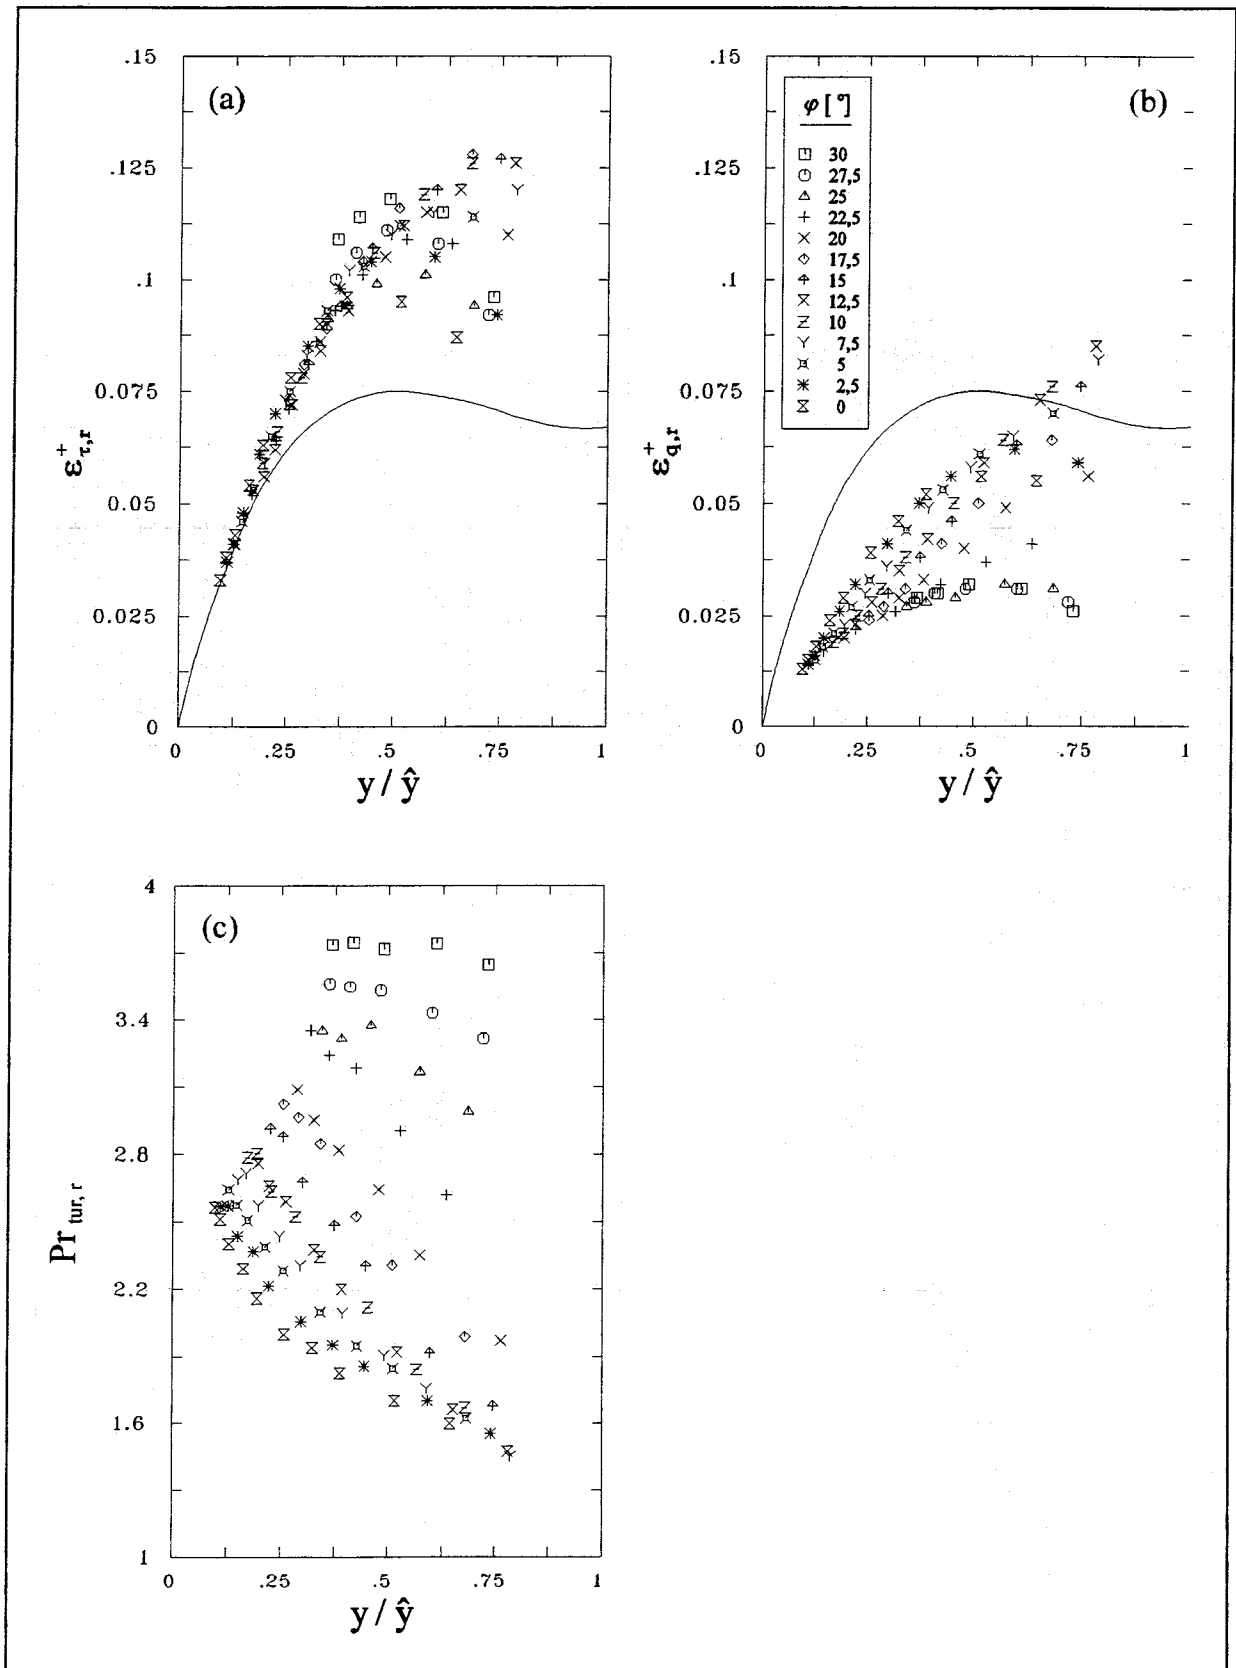 (a)
.15
.125
.1
0.075
0.05
0.025
0
ε⁺τ,r
0 .25 .5 .75 1
y / ŷ
(b)
.15
.125
.1
0.075
0.05
0.025
0
ε⁺q,r
0 .25 .5 .75 1
y / ŷ
φ [°]
30
27,5
25
22,5
20
17,5
15
12,5
10
7,5
5
2,5
0
(c)
4
3.4
2.8
2.2
1.6
1
Pr tur, r
0 .25 .5 .75 1
y / ŷ